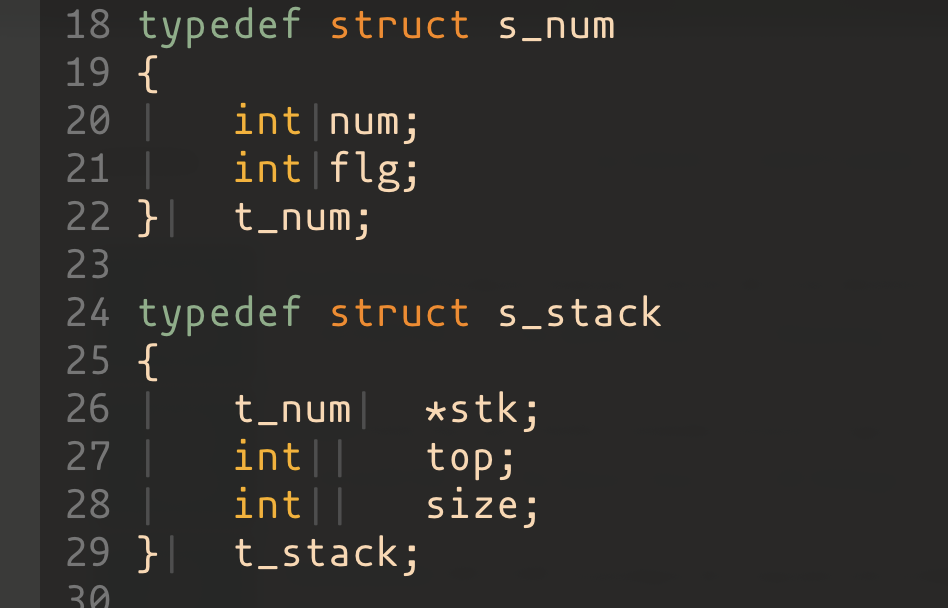 18 typedef struct s_num
19 {
20 |   int|num;
21 |   int|flg;
22 }|  t_num;
23
24 typedef struct s_stack
25 {
26 |   t_num|  *stk;
27 |   int||   top;
28 |   int||   size;
29 }|  t_stack;
30